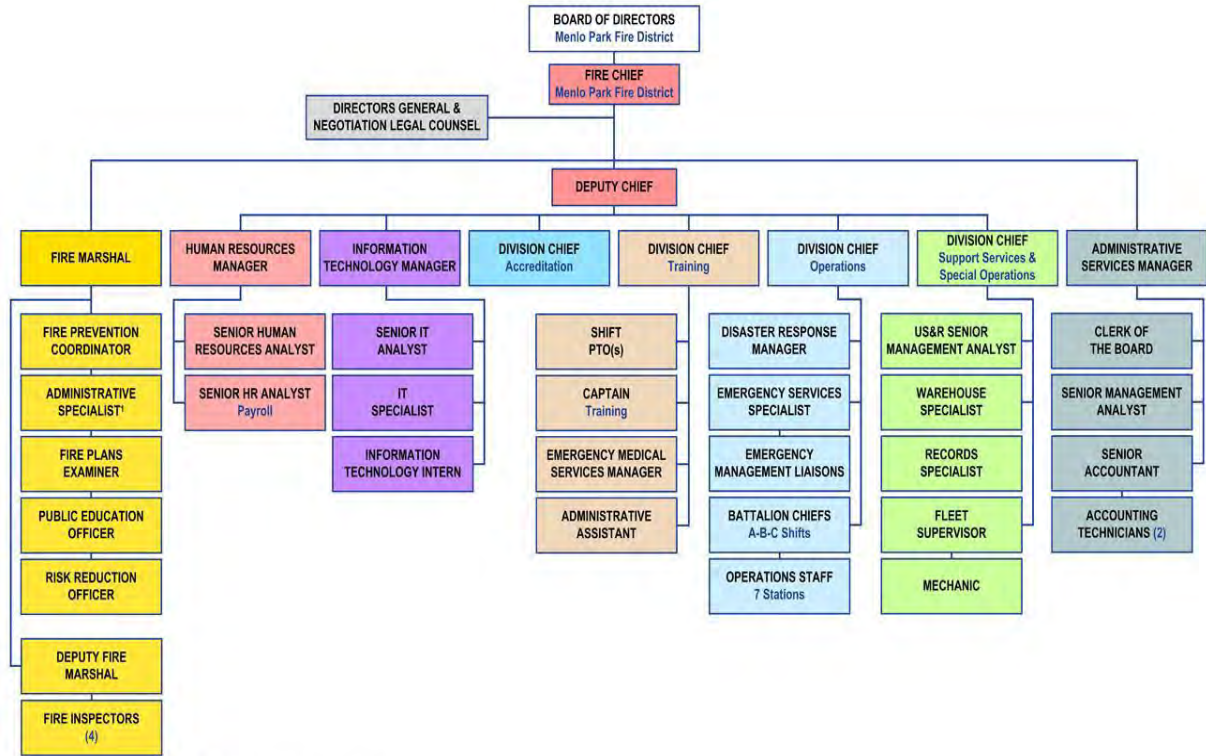 BOARD OF DIRECTORS
Menlo Park Fire District
FIRE CHIEF
Menlo Park Fire District
DIRECTORS GENERAL &
NEGOTIATION LEGAL COUNSEL
DEPUTY CHIEF
FIRE MARSHAL
HUMAN RESOURCES
MANAGER
INFORMATION
TECHNOLOGY MANAGER
DIVISION CHIEF
Accreditation
DIVISION CHIEF
Training
DIVISION CHIEF
Operations
DIVISION CHIEF
Support Services &
Special Operations
ADMINISTRATIVE
SERVICES MANAGER
FIRE PREVENTION
COORDINATOR
ADMINISTRATIVE
SPECIALIST¹
FIRE PLANS
EXAMINER
PUBLIC EDUCATION
OFFICER
RISK REDUCTION
OFFICER
DEPUTY FIRE
MARSHAL
FIRE INSPECTORS
(4)
SENIOR HUMAN
RESOURCES ANALYST
SENIOR HR ANALYST
Payroll
SENIOR IT
ANALYST
IT
SPECIALIST
INFORMATION
TECHNOLOGY INTERN
SHIFT
PTO(s)
CAPTAIN
Training
EMERGENCY MEDICAL
SERVICES MANAGER
ADMINISTRATIVE
ASSISTANT
DISASTER RESPONSE
MANAGER
EMERGENCY SERVICES
SPECIALIST
EMERGENCY
MANAGEMENT LIAISONS
BATTALION CHIEFS
A-B-C Shifts
OPERATIONS STAFF
7 Stations
US&R SENIOR
MANAGEMENT ANALYST
WAREHOUSE
SPECIALIST
RECORDS
SPECIALIST
FLEET
SUPERVISOR
MECHANIC
CLERK OF
THE BOARD
SENIOR MANAGEMENT
ANALYST
SENIOR
ACCOUNTANT
ACCOUNTING
TECHNICIANS (2)